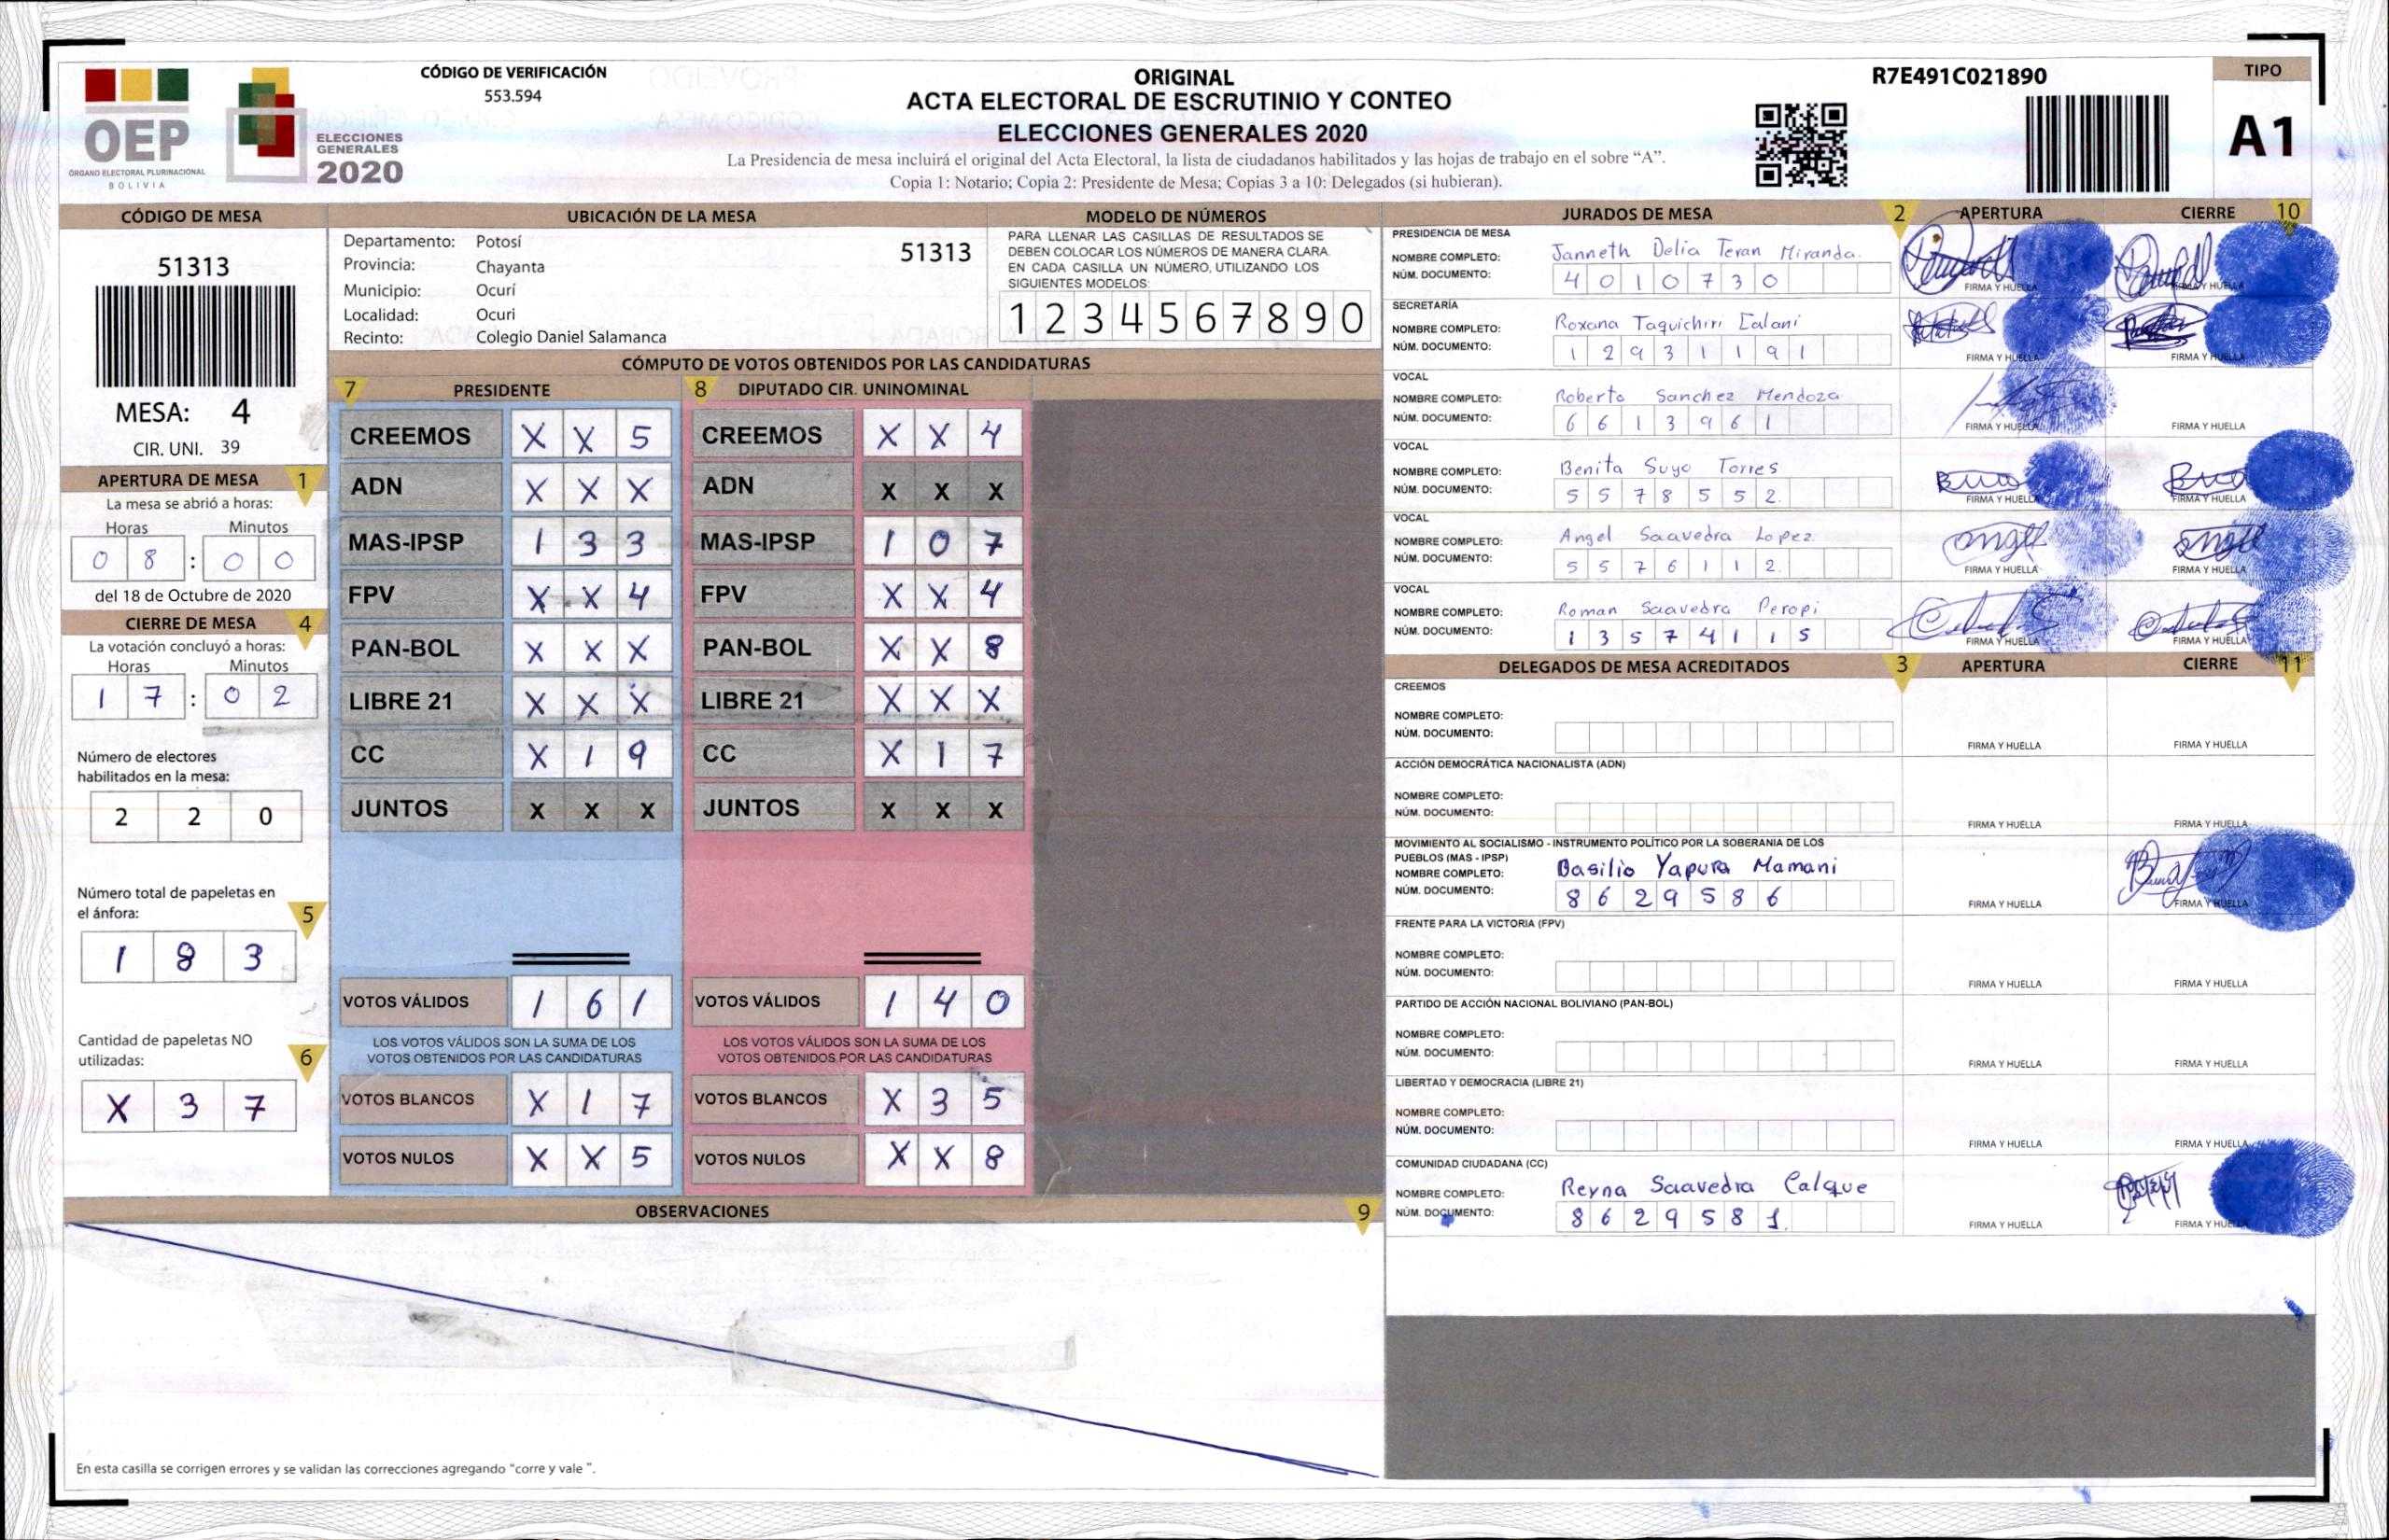 OEP
ÓRGANO ELECTORAL PLURINACIONAL
BOLIVIA
ELECCIONES
GENERALES
2020
CÓDIGO DE VERIFICACIÓN
553.594
ORIGINAL
ACTA ELECTORAL DE ESCRUTINIO Y CONTEO
ELECCIONES GENERALES 2020
La Presidencia de mesa incluirá el original del Acta Electoral, la lista de ciudadanos habilitados y las hojas de trabajo en el sobre “A”.
Copia 1: Notario; Copia 2: Presidente de Mesa; Copias 3 a 10: Delegados (si hubieran).
R7E491C021890
TIPO
A1
CÓDIGO DE MESA
51313
MESA: 4
CIR. UNI. 39
UBICACIÓN DE LA MESA
Departamento: Potosí
51313
Provincia: Chayanta
Municipio: Ocurí
Localidad: Ocuri
Recinto: Colegio Daniel Salamanca
MODELO DE NÚMEROS
PARA LLENAR LAS CASILLAS DE RESULTADOS SE
DEBEN COLOCAR LOS NÚMEROS DE MANERA CLARA.
EN CADA CASILLA UN NÚMERO, UTILIZANDO LOS
SIGUIENTES MODELOS:
1 2 3 4 5 6 7 8 9 0
APERTURA DE MESA 1
La mesa se abrió a horas:
Horas Minutos
0 8 : 0 0
del 18 de Octubre de 2020
CIERRE DE MESA 4
La votación concluyó a horas:
Horas Minutos
1 7 : 0 2
Número de electores
habilitados en la mesa:
2 2 0
Número total de papeletas en
el ánfora: 5
1 8 3
Cantidad de papeletas NO
utilizadas: 6
X 3 7
CÓMPUTO DE VOTOS OBTENIDOS POR LAS CANDIDATURAS
7 PRESIDENTE
CREEMOS X X 5
ADN X X X
MAS-IPSP 1 3 3
FPV X X 4
PAN-BOL X X X
LIBRE 21 X X X
CC X 1 9
JUNTOS X X X
VOTOS VÁLIDOS 1 6 1
LOS VOTOS VÁLIDOS SON LA SUMA DE LOS
VOTOS OBTENIDOS POR LAS CANDIDATURAS
VOTOS BLANCOS X 1 7
VOTOS NULOS X X 5
8 DIPUTADO CIR. UNINOMINAL
CREEMOS X X 4
ADN X X X
MAS-IPSP 1 0 7
FPV X X 4
PAN-BOL X X 8
LIBRE 21 X X X
CC X 1 7
JUNTOS X X X
VOTOS VÁLIDOS 1 4 0
LOS VOTOS VÁLIDOS SON LA SUMA DE LOS
VOTOS OBTENIDOS POR LAS CANDIDATURAS
VOTOS BLANCOS X 3 5
VOTOS NULOS X X 8
OBSERVACIONES 9
En esta casilla se corrigen errores y se validan las correcciones agregando “corre y vale ”.
JURADOS DE MESA 2 APERTURA CIERRE 10
PRESIDENCIA DE MESA
NOMBRE COMPLETO: Janneth Delia Teran Miranda.
NÚM. DOCUMENTO: 4 0 1 0 7 3 0
FIRMA Y HUELLA FIRMA Y HUELLA
SECRETARÍA
NOMBRE COMPLETO: Roxana Taquichiri Calani
NÚM. DOCUMENTO: 1 2 9 3 1 1 9 1
FIRMA Y HUELLA FIRMA Y HUELLA
VOCAL
NOMBRE COMPLETO: Roberto Sanchez Mendoza
NÚM. DOCUMENTO: 6 6 1 3 9 6 1
FIRMA Y HUELLA FIRMA Y HUELLA
VOCAL
NOMBRE COMPLETO: Benita Suyo Torres
NÚM. DOCUMENTO: 5 5 7 8 5 5 2.
FIRMA Y HUELLA FIRMA Y HUELLA
VOCAL
NOMBRE COMPLETO: Angel Saavedra Lopez
NÚM. DOCUMENTO: 5 5 7 6 1 1 2.
FIRMA Y HUELLA FIRMA Y HUELLA
VOCAL
NOMBRE COMPLETO: Roman Saavedra Peropi
NÚM. DOCUMENTO: 1 3 5 7 4 1 1 5
FIRMA Y HUELLA FIRMA Y HUELLA
DELEGADOS DE MESA ACREDITADOS 3 APERTURA CIERRE 11
CREEMOS
NOMBRE COMPLETO:
NÚM. DOCUMENTO:
FIRMA Y HUELLA FIRMA Y HUELLA
ACCIÓN DEMOCRÁTICA NACIONALISTA (ADN)
NOMBRE COMPLETO:
NÚM. DOCUMENTO:
FIRMA Y HUELLA FIRMA Y HUELLA
MOVIMIENTO AL SOCIALISMO - INSTRUMENTO POLÍTICO POR LA SOBERANIA DE LOS
PUEBLOS (MAS - IPSP)
NOMBRE COMPLETO: Basilio Yapura Mamani
NÚM. DOCUMENTO: 8 6 2 9 5 8 6
FIRMA Y HUELLA FIRMA Y HUELLA
FRENTE PARA LA VICTORIA (FPV)
NOMBRE COMPLETO:
NÚM. DOCUMENTO:
FIRMA Y HUELLA FIRMA Y HUELLA
PARTIDO DE ACCIÓN NACIONAL BOLIVIANO (PAN-BOL)
NOMBRE COMPLETO:
NÚM. DOCUMENTO:
FIRMA Y HUELLA FIRMA Y HUELLA
LIBERTAD Y DEMOCRACIA (LIBRE 21)
NOMBRE COMPLETO:
NÚM. DOCUMENTO:
FIRMA Y HUELLA FIRMA Y HUELLA
COMUNIDAD CIUDADANA (CC)
NOMBRE COMPLETO: Reyna Saavedra Calque
NÚM. DOCUMENTO: 8 6 2 9 5 8 1.
FIRMA Y HUELLA FIRMA Y HUELLA